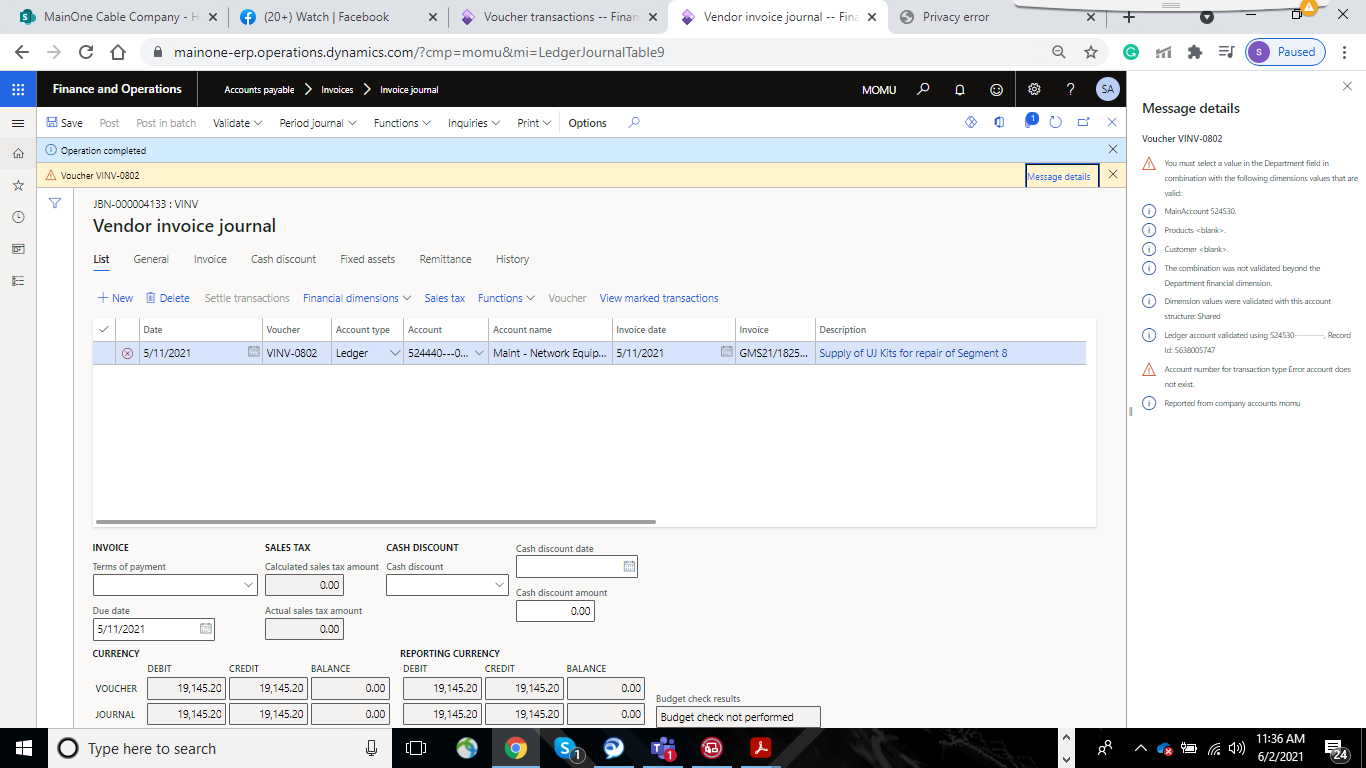 MainOne Cable Company - H
(20+) Watch | Facebook
Voucher transactions -- Finan
Vendor invoice journal -- Fina
Privacy error
mainone-erp.operations.dynamics.com/?cmp=momu&mi=LedgerJournalTable9
S Paused
Finance and Operations
Accounts payable > Invoices > Invoice journal
MOMU
? SA
Save Post Post in batch Validate Period journal Functions Inquiries Print Options
1
Operation completed
Voucher VINV-0802
Message details
JBN-000004133 : VINV
Vendor invoice journal
List General Invoice Cash discount Fixed assets Remittance History
New Delete Settle transactions Financial dimensions Sales tax Functions Voucher View marked transactions
Date Voucher Account type Account Account name Invoice date Invoice Description
5/11/2021 VINV-0802 Ledger 524440---0... Maint - Network Equip... 5/11/2021 GMS21/1825... Supply of UJ Kits for repair of Segment 8
INVOICE
Terms of payment
Due date
5/11/2021
SALES TAX
Calculated sales tax amount
0.00
Actual sales tax amount
0.00
CASH DISCOUNT
Cash discount
Cash discount date
Cash discount amount
0.00
CURRENCY
DEBIT CREDIT BALANCE
VOUCHER 19,145.20 19,145.20 0.00
JOURNAL 19,145.20 19,145.20 0.00
REPORTING CURRENCY
DEBIT CREDIT BALANCE
19,145.20 19,145.20 0.00
19,145.20 19,145.20 0.00
Budget check results
Budget check not performed
Message details
Voucher VINV-0802
You must select a value in the Department field in
combination with the following dimensions values that are
valid:
MainAccount 524530.
Products <blank>.
Customer <blank>.
The combination was not validated beyond the
Department financial dimension.
Dimension values were validated with this account
structure: Shared
Ledger account validated using 524530-----------, Record
Id: 5638005747
Account number for transaction type Error account does
not exist.
Reported from company accounts momu
Type here to search
1
1
11:36 AM
6/2/2021
24